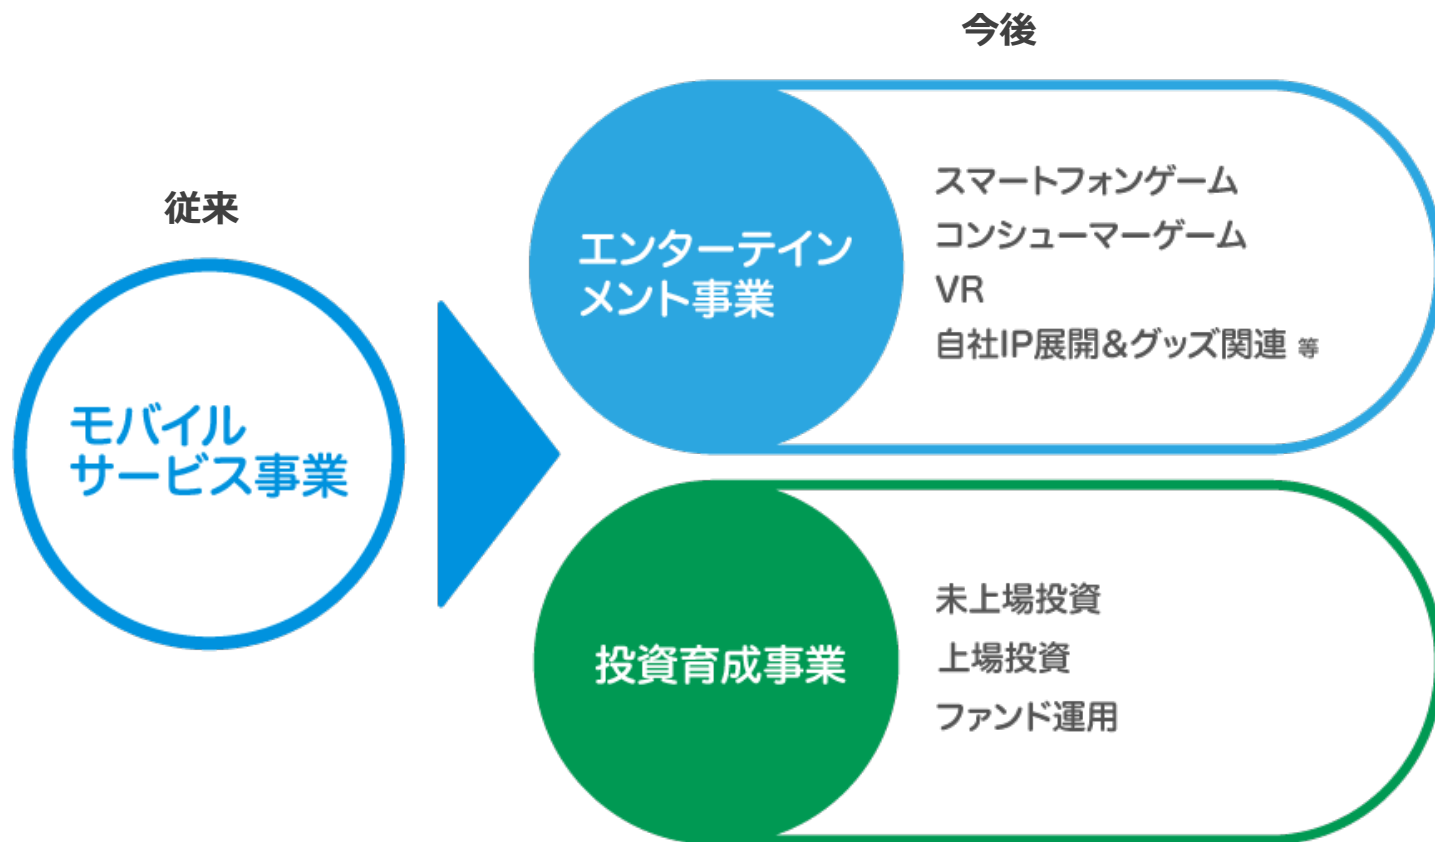 従来
モバイル
サービス事業
今後
エンターテイン
メント事業
スマートフォンゲーム
コンシューマーゲーム
VR
自社IP展開&グッズ関連 等
投資育成事業
未上場投資
上場投資
ファンド運用